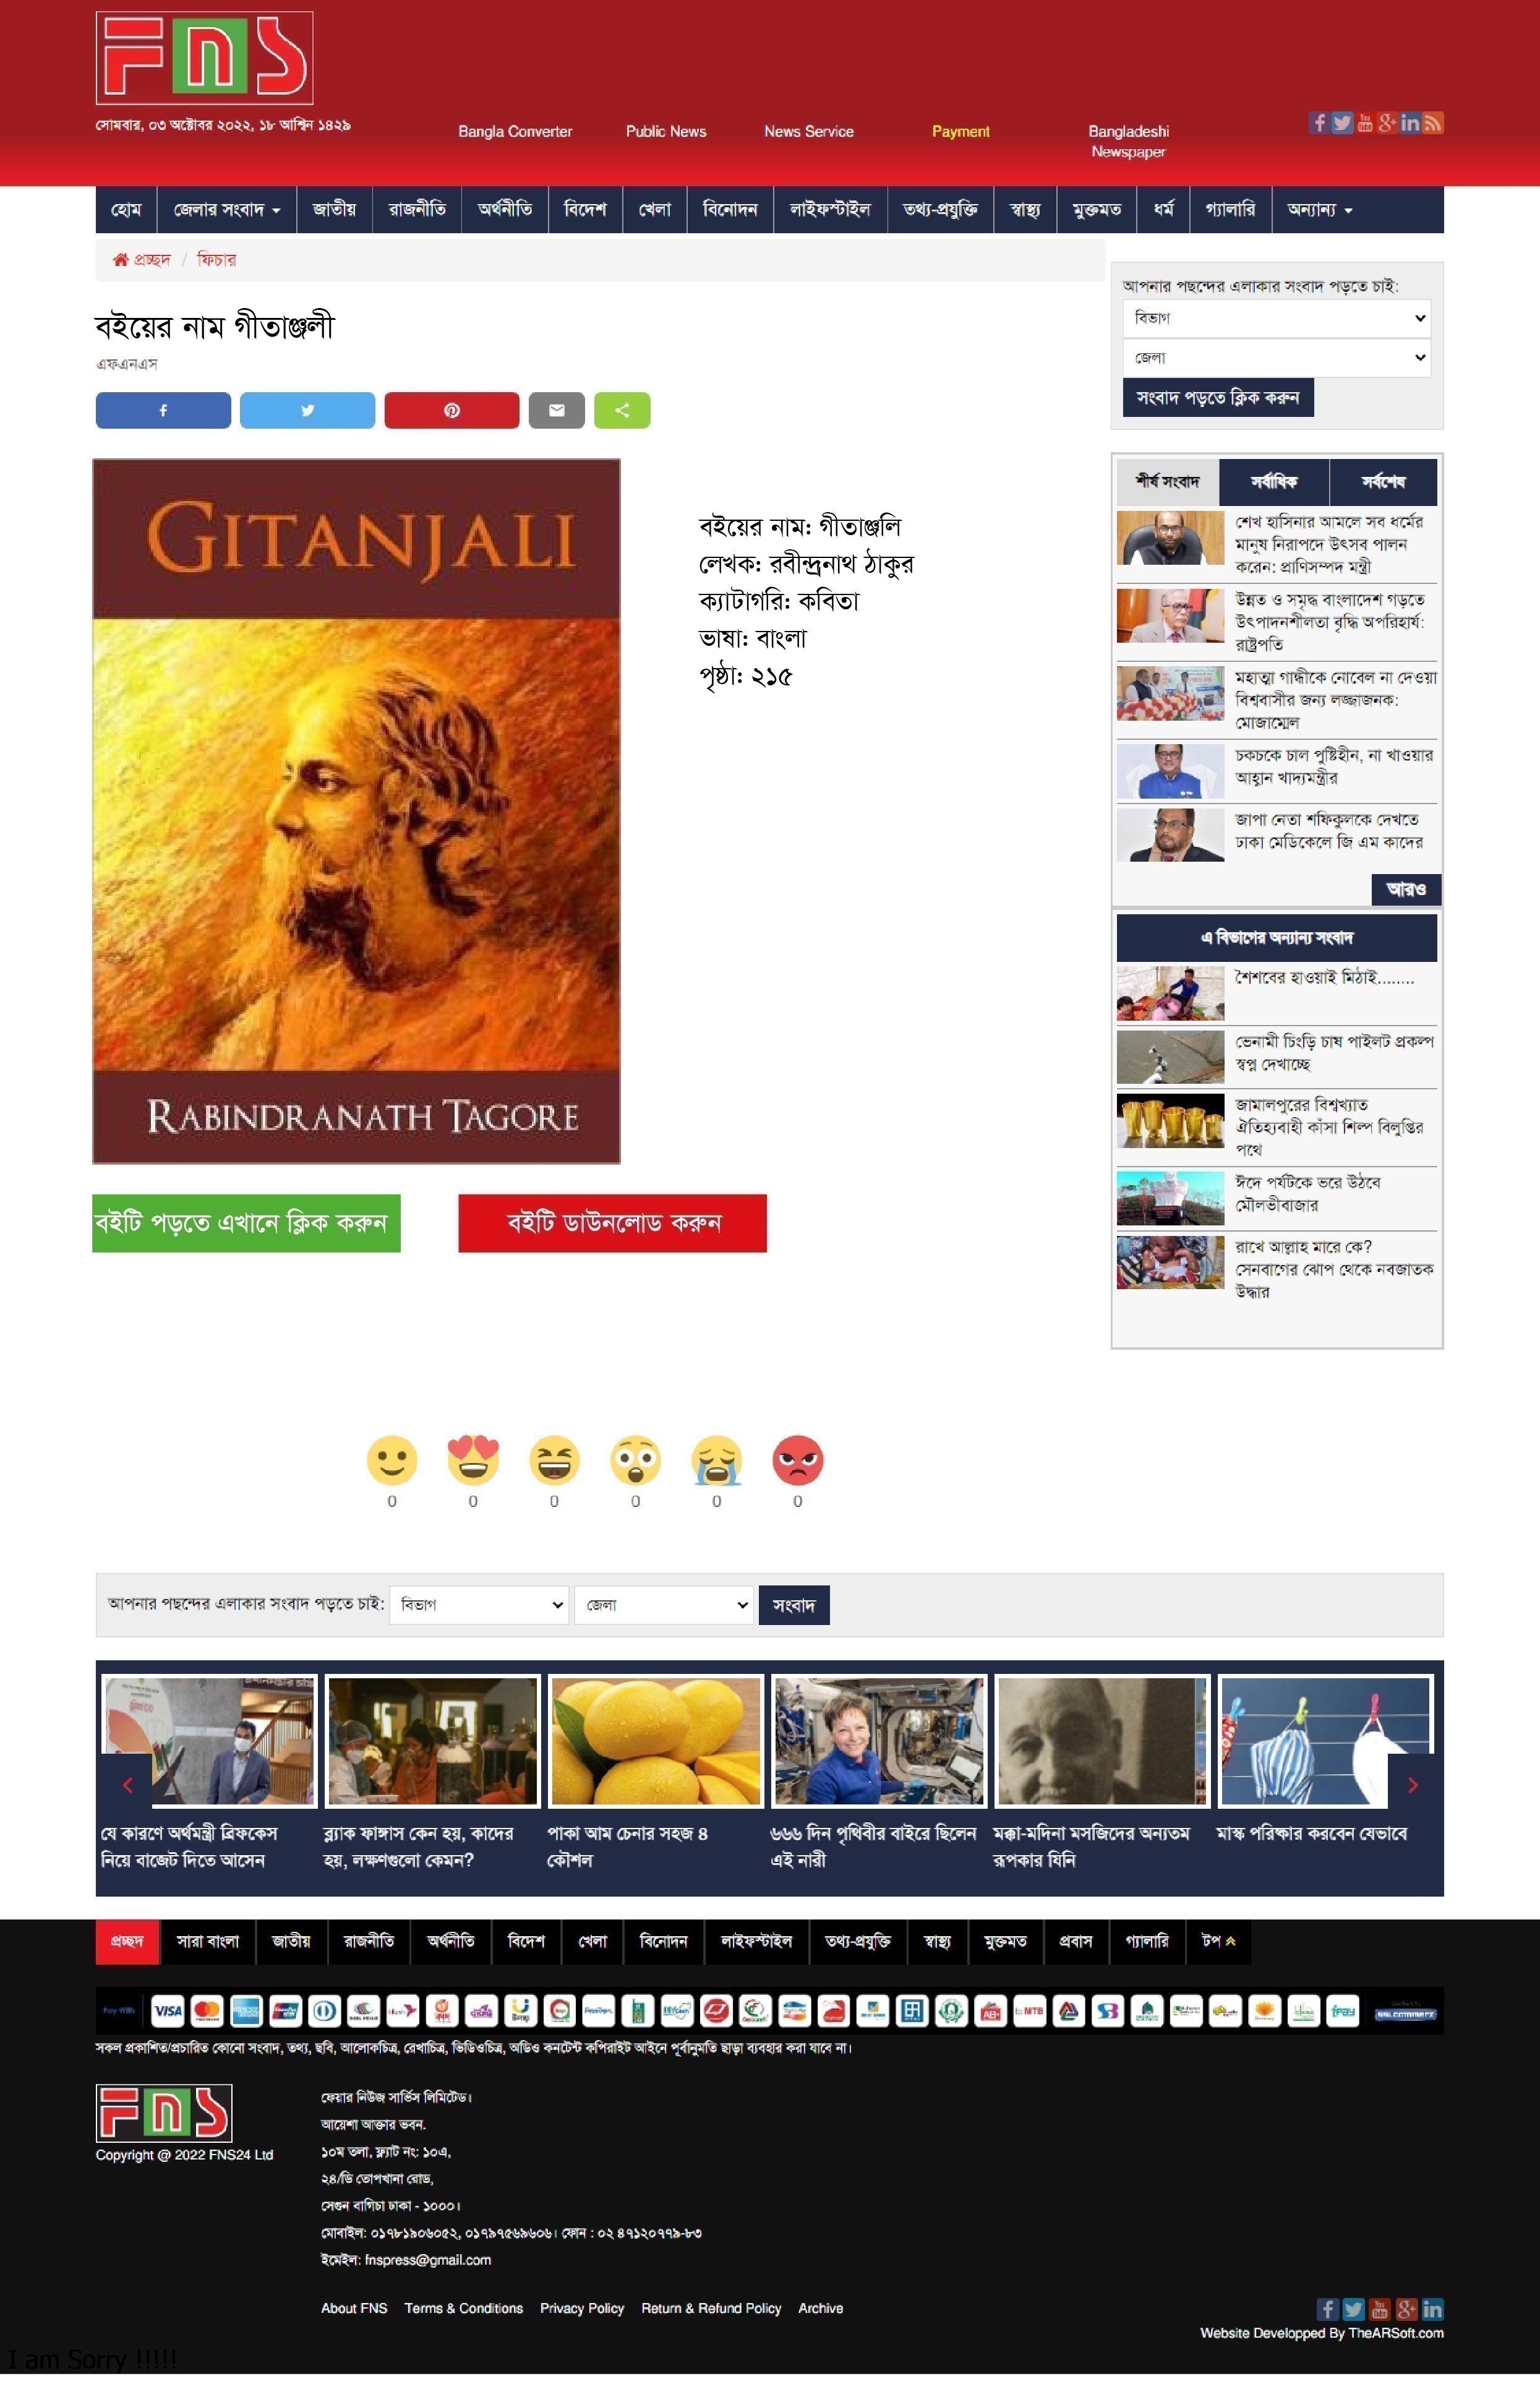 FNS
সোমবার, ০৩ অক্টোবর ২০২২, ১৮ আশ্বিন ১৪২৯
Bangla Converter
Public News
News Service
Payment
Bangladeshi
Newspaper
হোম
জেলার সংবাদ
জাতীয়
রাজনীতি
অর্থনীতি
বিদেশ
খেলা
বিনোদন
লাইফস্টাইল
তথ্য-প্রযুক্তি
স্বাস্থ্য
মুক্তমত
ধর্ম
গ্যালারি
অন্যান্য
প্রচ্ছদ / ফিচার
বইয়ের নাম গীতাঞ্জলী
এফএনএস
GITANJALI
RABINDRANATH TAGORE
বইয়ের নাম: গীতাঞ্জলি
লেখক: রবীন্দ্রনাথ ঠাকুর
ক্যাটাগরি: কবিতা
ভাষা: বাংলা
পৃষ্ঠা: ২১৫
বইটি পড়তে এখানে ক্লিক করুন
বইটি ডাউনলোড করুন
আপনার পছন্দের এলাকার সংবাদ পড়তে চাই:
বিভাগ
জেলা
সংবাদ পড়তে ক্লিক করুন
শীর্ষ সংবাদ
সর্বাধিক
সর্বশেষ
শেখ হাসিনার আমলে সব ধর্মের
মানুষ নিরাপদে উৎসব পালন
করেন: প্রাণিসম্পদ মন্ত্রী
উন্নত ও সমৃদ্ধ বাংলাদেশ গড়তে
উৎপাদনশীলতা বৃদ্ধি অপরিহার্য:
রাষ্ট্রপতি
মহাত্মা গান্ধীকে নোবেল না দেওয়া
বিশ্ববাসীর জন্য লজ্জাজনক:
মোজাম্মেল
চকচকে চাল পুষ্টিহীন, না খাওয়ার
আহ্বান খাদ্যমন্ত্রীর
জাপা নেতা শফিকুলকে দেখতে
ঢাকা মেডিকেলে জি এম কাদের
আরও
এ বিভাগের অন্যান্য সংবাদ
শৈশবের হাওয়াই মিঠাই........
ভেনামী চিংড়ি চাষ পাইলট প্রকল্প
স্বপ্ন দেখাচ্ছে
জামালপুরের বিশ্বখ্যাত
ঐতিহ্যবাহী কাঁসা শিল্প বিলুপ্তির
পথে
ঈদে পর্যটকে ভরে উঠবে
মৌলভীবাজার
রাখে আল্লাহ মারে কে?
সেনবাগের ঝোপ থেকে নবজাতক
উদ্ধার
0 0 0 0 0 0
আপনার পছন্দের এলাকার সংবাদ পড়তে চাই: বিভাগ জেলা সংবাদ
যে কারণে অর্থমন্ত্রী ব্রিফকেস
নিয়ে বাজেট দিতে আসেন
ব্ল্যাক ফাঙ্গাস কেন হয়, কাদের
হয়, লক্ষণগুলো কেমন?
পাকা আম চেনার সহজ ৪
কৌশল
৬৬৬ দিন পৃথিবীর বাইরে ছিলেন
এই নারী
মক্কা-মদিনা মসজিদের অন্যতম
রূপকার যিনি
মাস্ক পরিষ্কার করবেন যেভাবে
প্রচ্ছদ
সারা বাংলা
জাতীয়
রাজনীতি
অর্থনীতি
বিদেশ
খেলা
বিনোদন
লাইফস্টাইল
তথ্য-প্রযুক্তি
স্বাস্থ্য
মুক্তমত
প্রবাস
গ্যালারি
টপ
Pay With
VISA
MTB
সকল প্রকাশিত/প্রচারিত কোনো সংবাদ, তথ্য, ছবি, আলোকচিত্র, রেখাচিত্র, ভিডিওচিত্র, অডিও কনটেন্ট কপিরাইট আইনে পূর্বানুমতি ছাড়া ব্যবহার করা যাবে না।
FNS
Copyright @ 2022 FNS24 Ltd
ফেয়ার নিউজ সার্ভিস লিমিটেড।
আয়েশা আক্তার ভবন.
১০ম তলা, ফ্ল্যাট নং: ১০এ,
২৪/ডি তোপখানা রোড,
সেগুন বাগিচা ঢাকা - ১০০০।
মোবাইল: ০১৭৮১৯০৬০৫২, ০১৭৯৭৫৬৯৬০৬। ফোন : ০২ ৪৭১২০৭৭৯-৮৩
ইমেইল: fnspress@gmail.com
About FNS
Terms & Conditions
Privacy Policy
Return & Refund Policy
Archive
Website Developped By TheARSoft.com
I am Sorry !!!!!